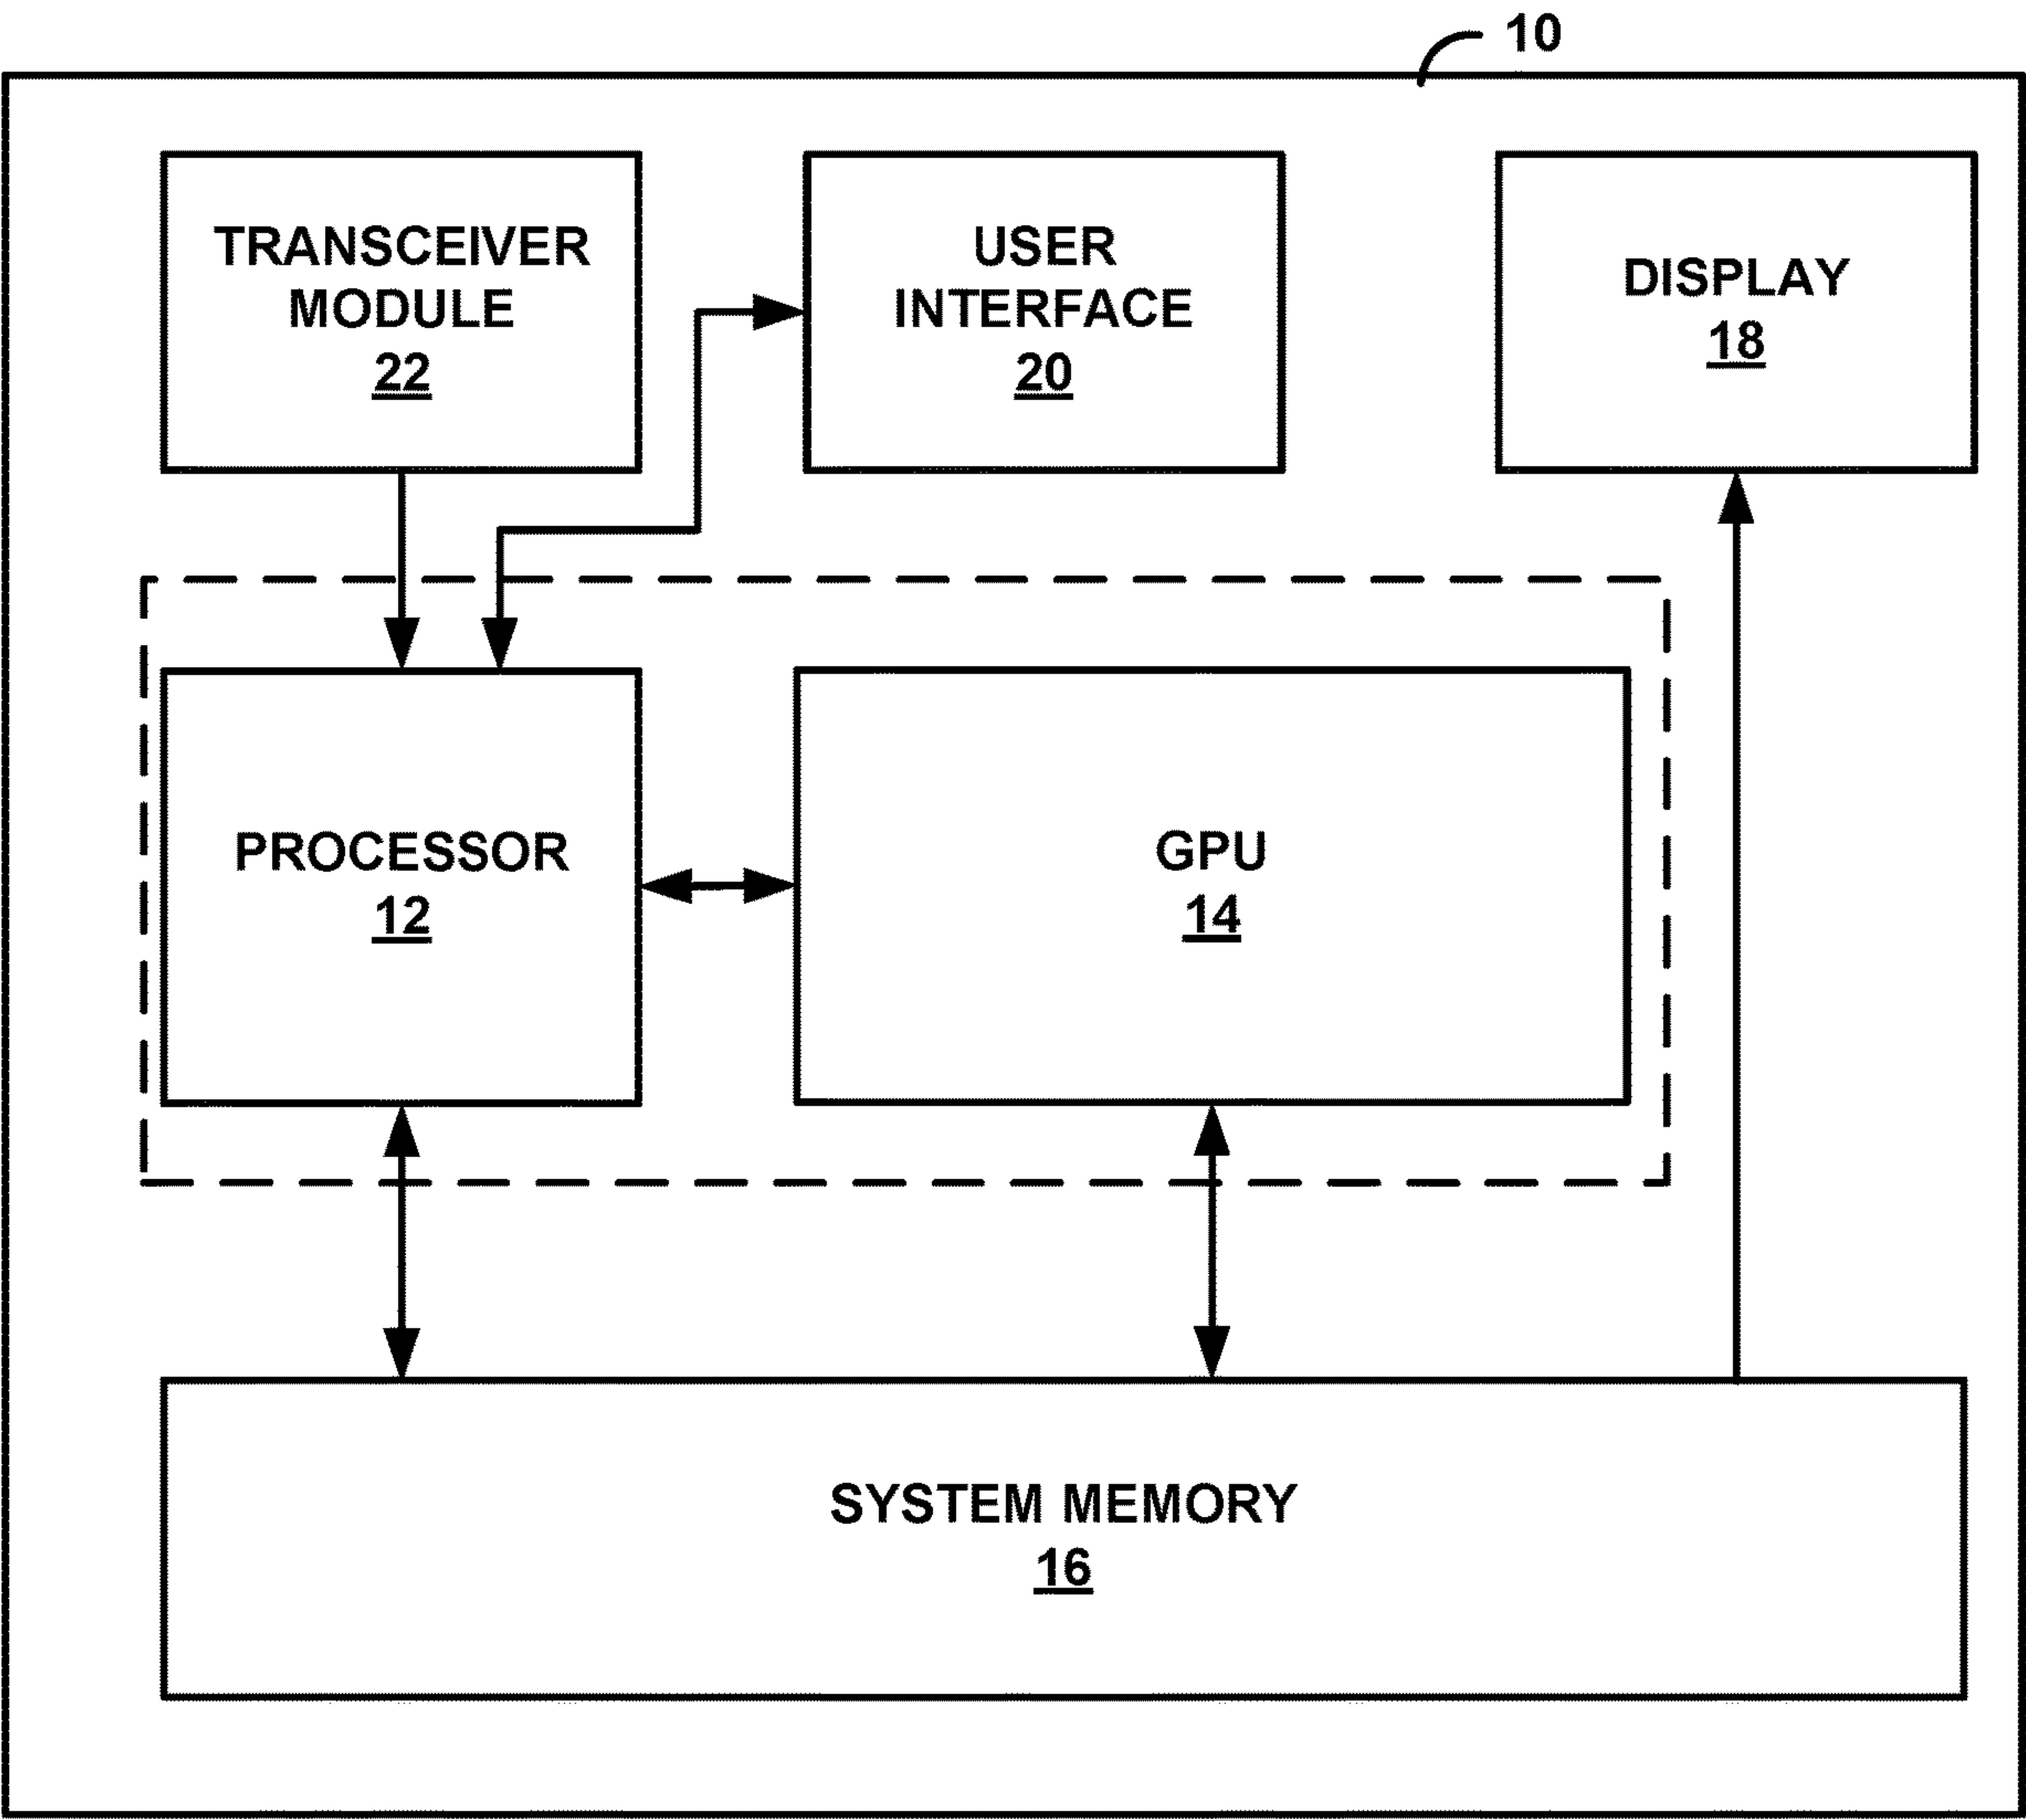 10
TRANSCEIVER
MODULE
22
USER
INTERFACE
20
DISPLAY
18
PROCESSOR
12
GPU
14
SYSTEM MEMORY
16